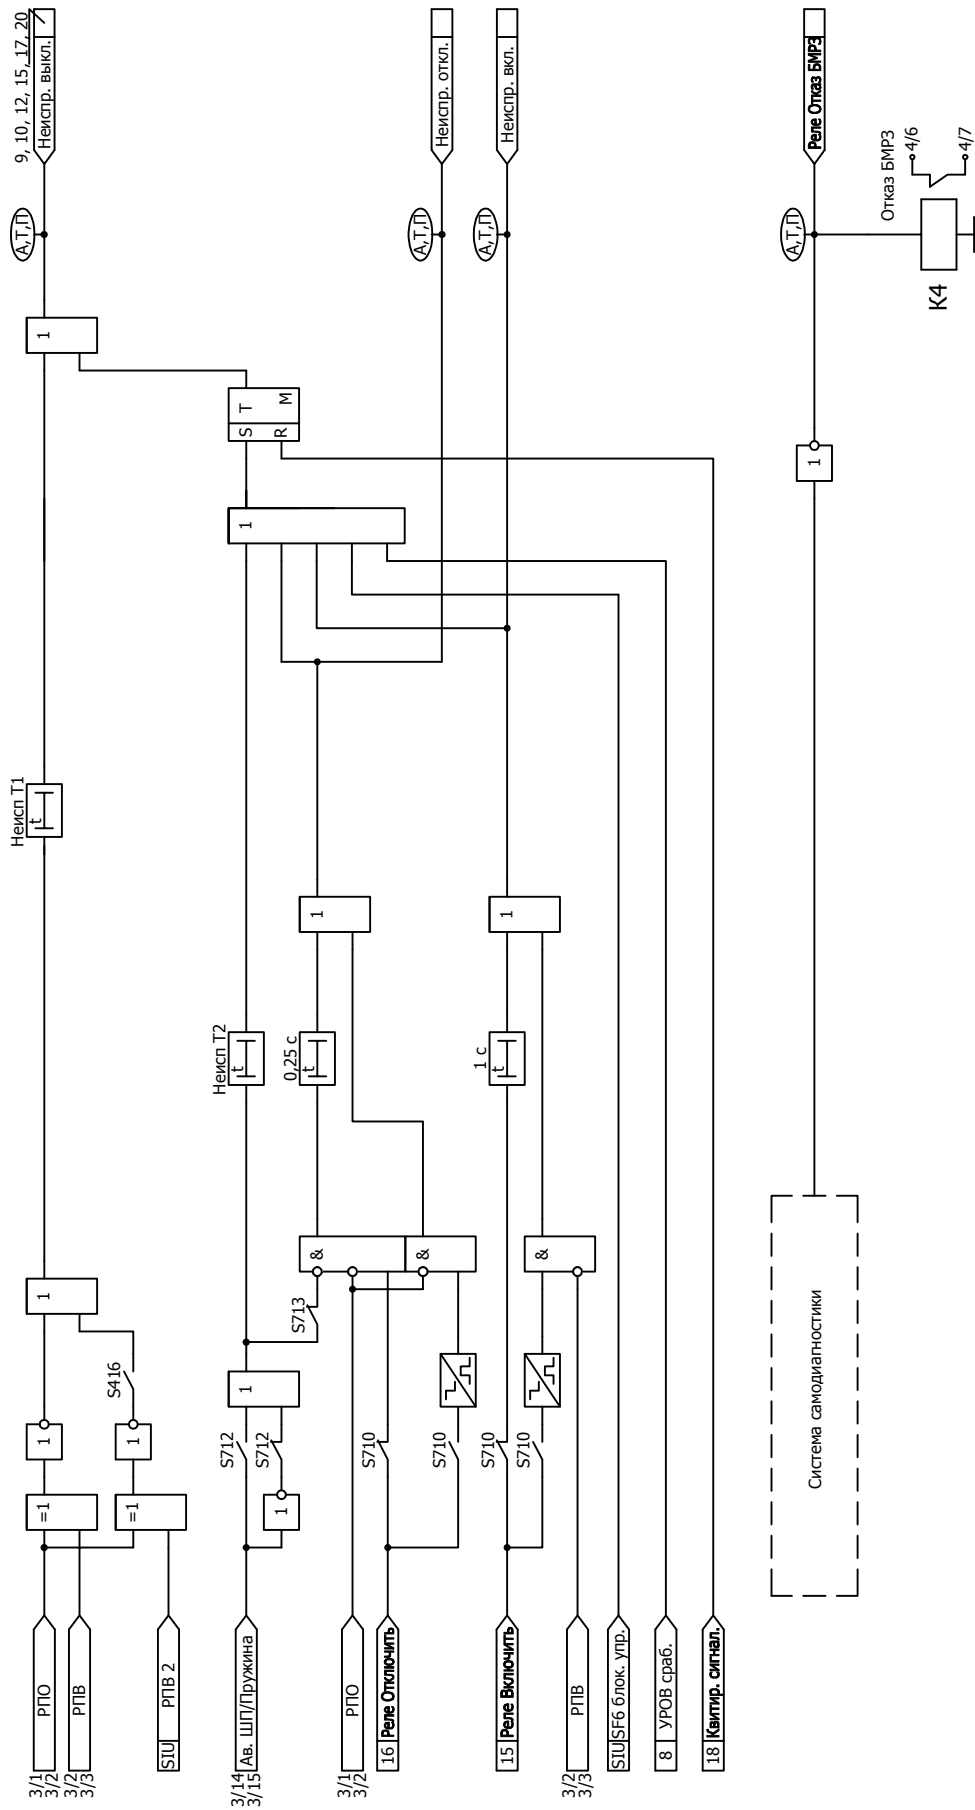 9, 10, 12, 15, 17, 20
Неиспр. выкл.
Неиспр. откл.
Неиспр. вкл.
Реле Отказ БМРЗ
А,Т,П
А,Т,П
А,Т,П
А,Т,П
Отказ БМРЗ
4/6
4/7
К4
1
S T
R М
1
1
Неисп Т1
t
1
1
Неисп Т2
t
0,25 с
t
1 с
t
&
&
&
S713
1
S416
1
1
1
S712
S712
S710
S710
S710
S710
=1
=1
1
Система самодиагностики
3/1
3/2
РПО
3/2
3/3
РПВ
SIU РПВ 2
3/14
3/15
Ав. ШП/Пружина
3/1
3/2
РПО
16 Реле Отключить
15 Реле Включить
3/2
3/3
РПВ
SIU SF6 блок. упр.
8 УРОВ сраб.
18 Квитир. сигнал.